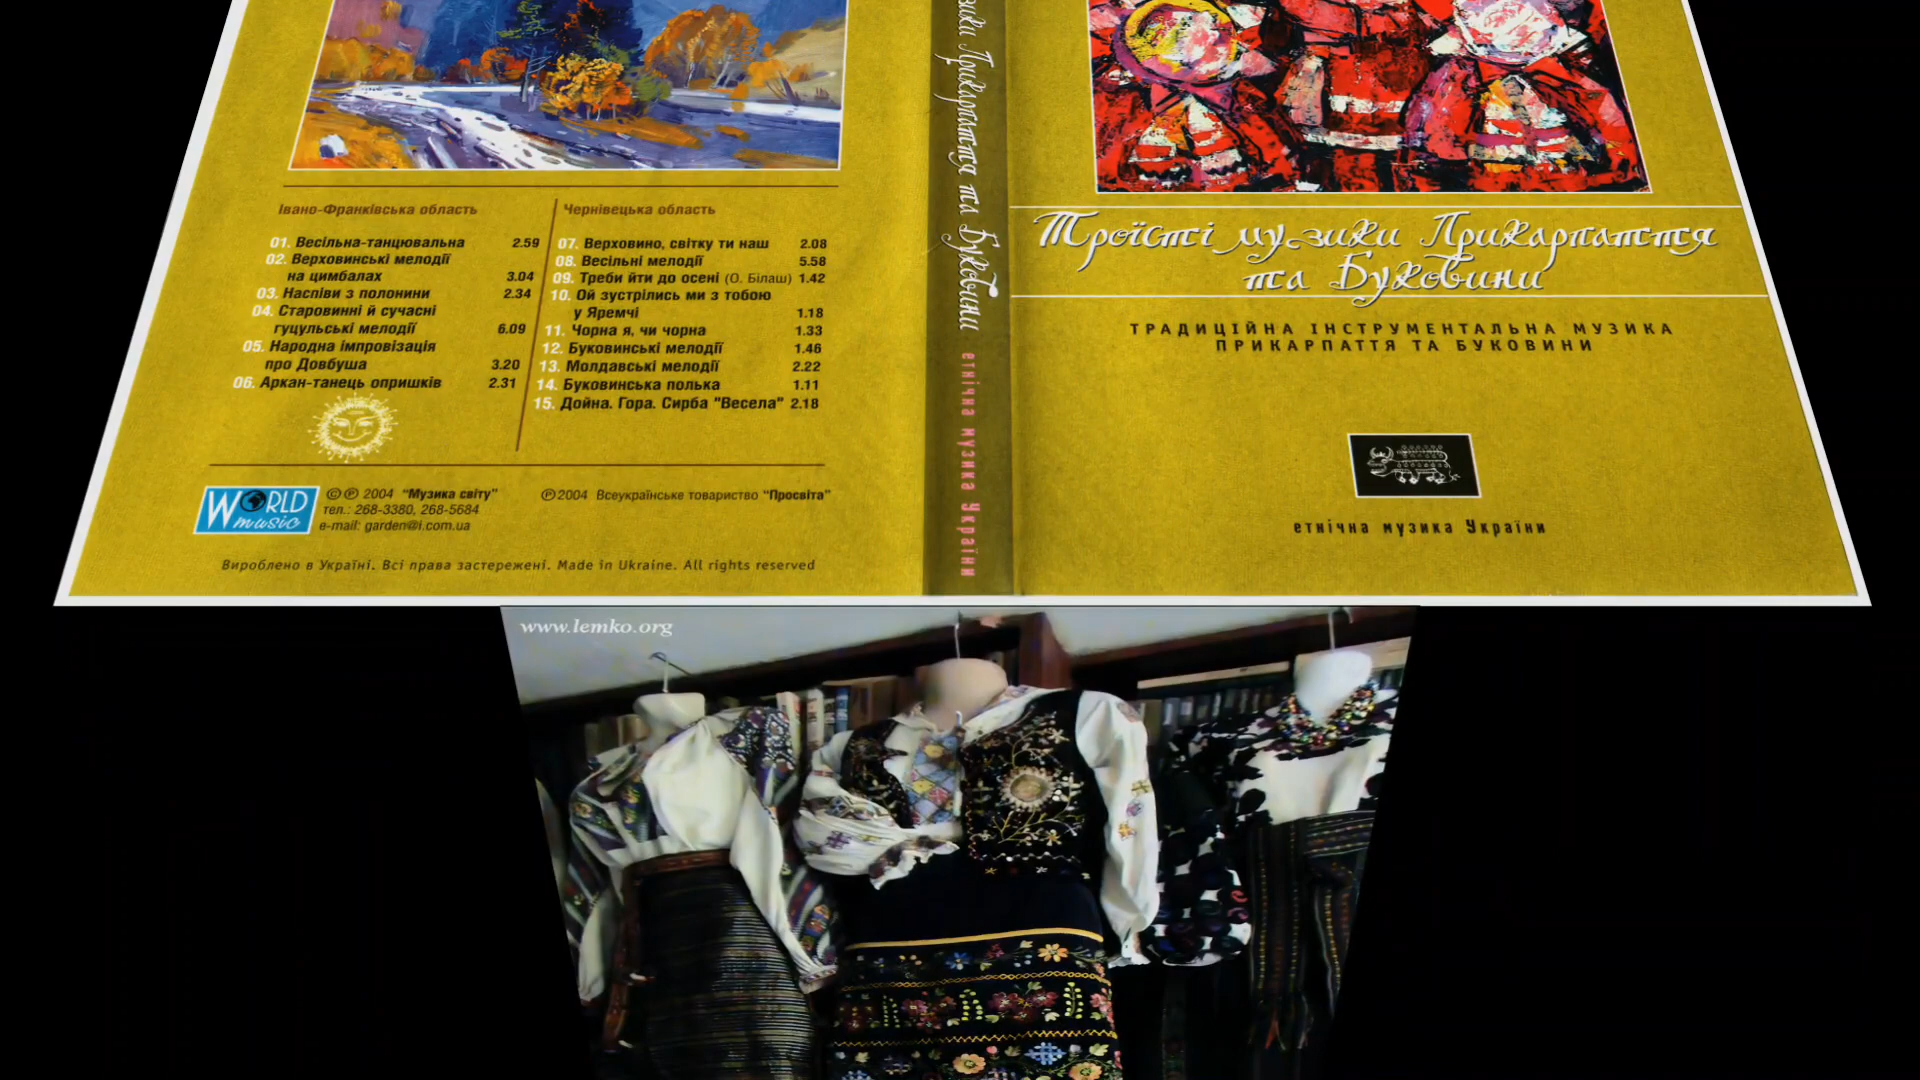 Івано-Франківська область
01. Весільна-танцювальна 2.59
02. Верховинські мелодії
на цимбалах 3.04
03. Наспіви з полонини 2.34
04. Старовинні й сучасні
гуцульські мелодії 6.09
05. Народна імпровізація
про Довбуша 3.20
06. Аркан-танець опришків 2.31
Чернівецька область
07. Верховино, світку ти наш 2.08
08. Весільні мелодії 5.58
09. Треби йти до осені (О. Білаш) 1.42
10. Ой зустрілись ми з тобою
у Яремчі 1.18
11. Чорна я, чи чорна 1.33
12. Буковинські мелодії 1.46
13. Молдавські мелодії 2.22
14. Буковинська полька 1.11
15. Дойна. Гора. Сирба "Весела" 2.18
WORLD
music
© ℗ 2004 "Музика світу"
тел.: 268-3380, 268-5684
e-mail: garden@i.com.ua
℗2004 Всеукраїнське товариство "Просвіта"
Вироблено в Україні. Всі права застережені. Made in Ukraine. All rights reserved
Прикарпаття та Буковини етнічна музика України
Троїсті музики Прикарпаття
та Буковини
ТРАДИЦІЙНА ІНСТРУМЕНТАЛЬНА МУЗИКА
ПРИКАРПАТТЯ ТА БУКОВИНИ
етнічна музика України
www.lemko.org